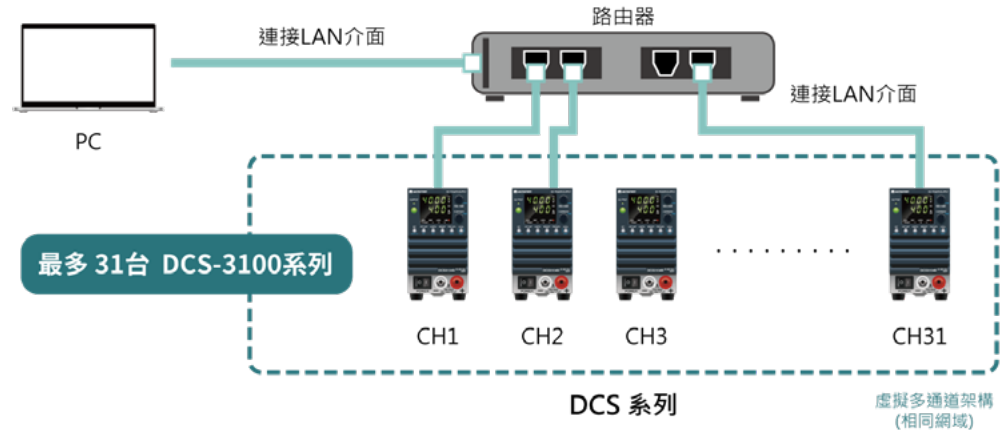 路由器
連接LAN介面
連接LAN介面
PC
最多 31台 DCS-3100系列
CH1
CH2
CH3
.........
CH31
DCS 系列
虛擬多通道架構
(相同網域)